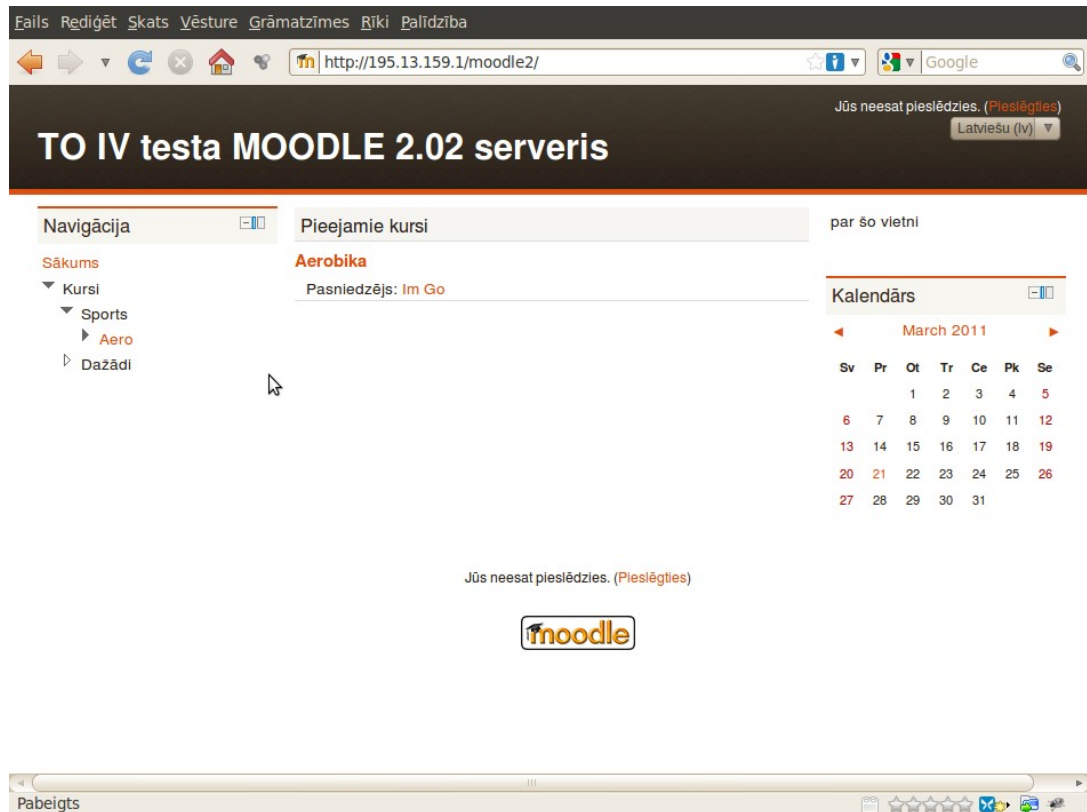 Fails Rediģēt Skats Vēsture Grāmatzīmes Rīki Palīdzība
http://195.13.159.1/moodle2/ Google
Jūs neesat pieslēdzies. (Pieslēgties)
Latviešu (lv)
TO IV testa MOODLE 2.02 serveris
Navigācija
Sākums
Kursi
Sports
Aero
Dažādi
Pieejamie kursi
Aerobika
Pasniedzējs: Im Go
par šo vietni
Kalendārs
March 2011
Sv Pr Ot Tr Ce Pk Se
1 2 3 4 5
6 7 8 9 10 11 12
13 14 15 16 17 18 19
20 21 22 23 24 25 26
27 28 29 30 31
Jūs neesat pieslēdzies. (Pieslēgties)
moodle
Pabeigts